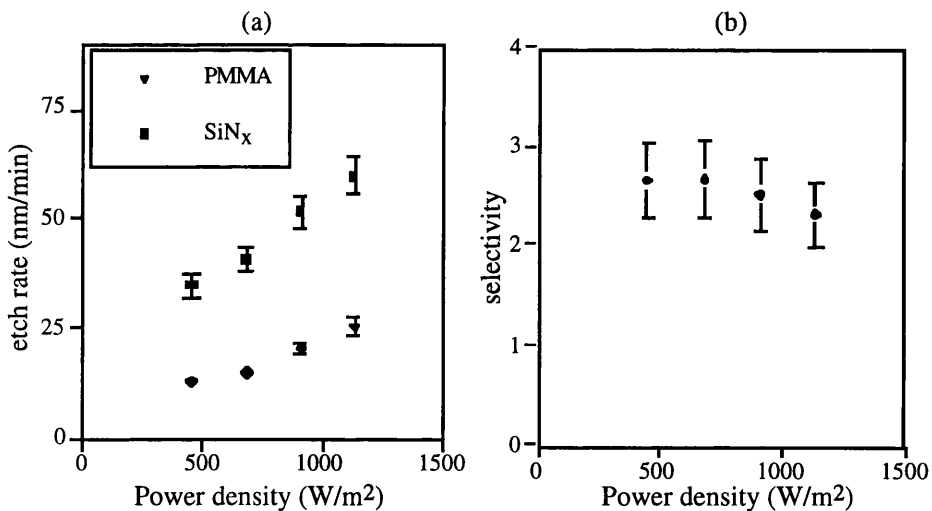 (a)
PMMA
SiNx
75
50
25
0
etch rate (nm/min)
0 500 1000 1500
Power density (W/m2)
(b)
4
3
2
1
0
selectivity
0 500 1000 1500
Power density (W/m2)